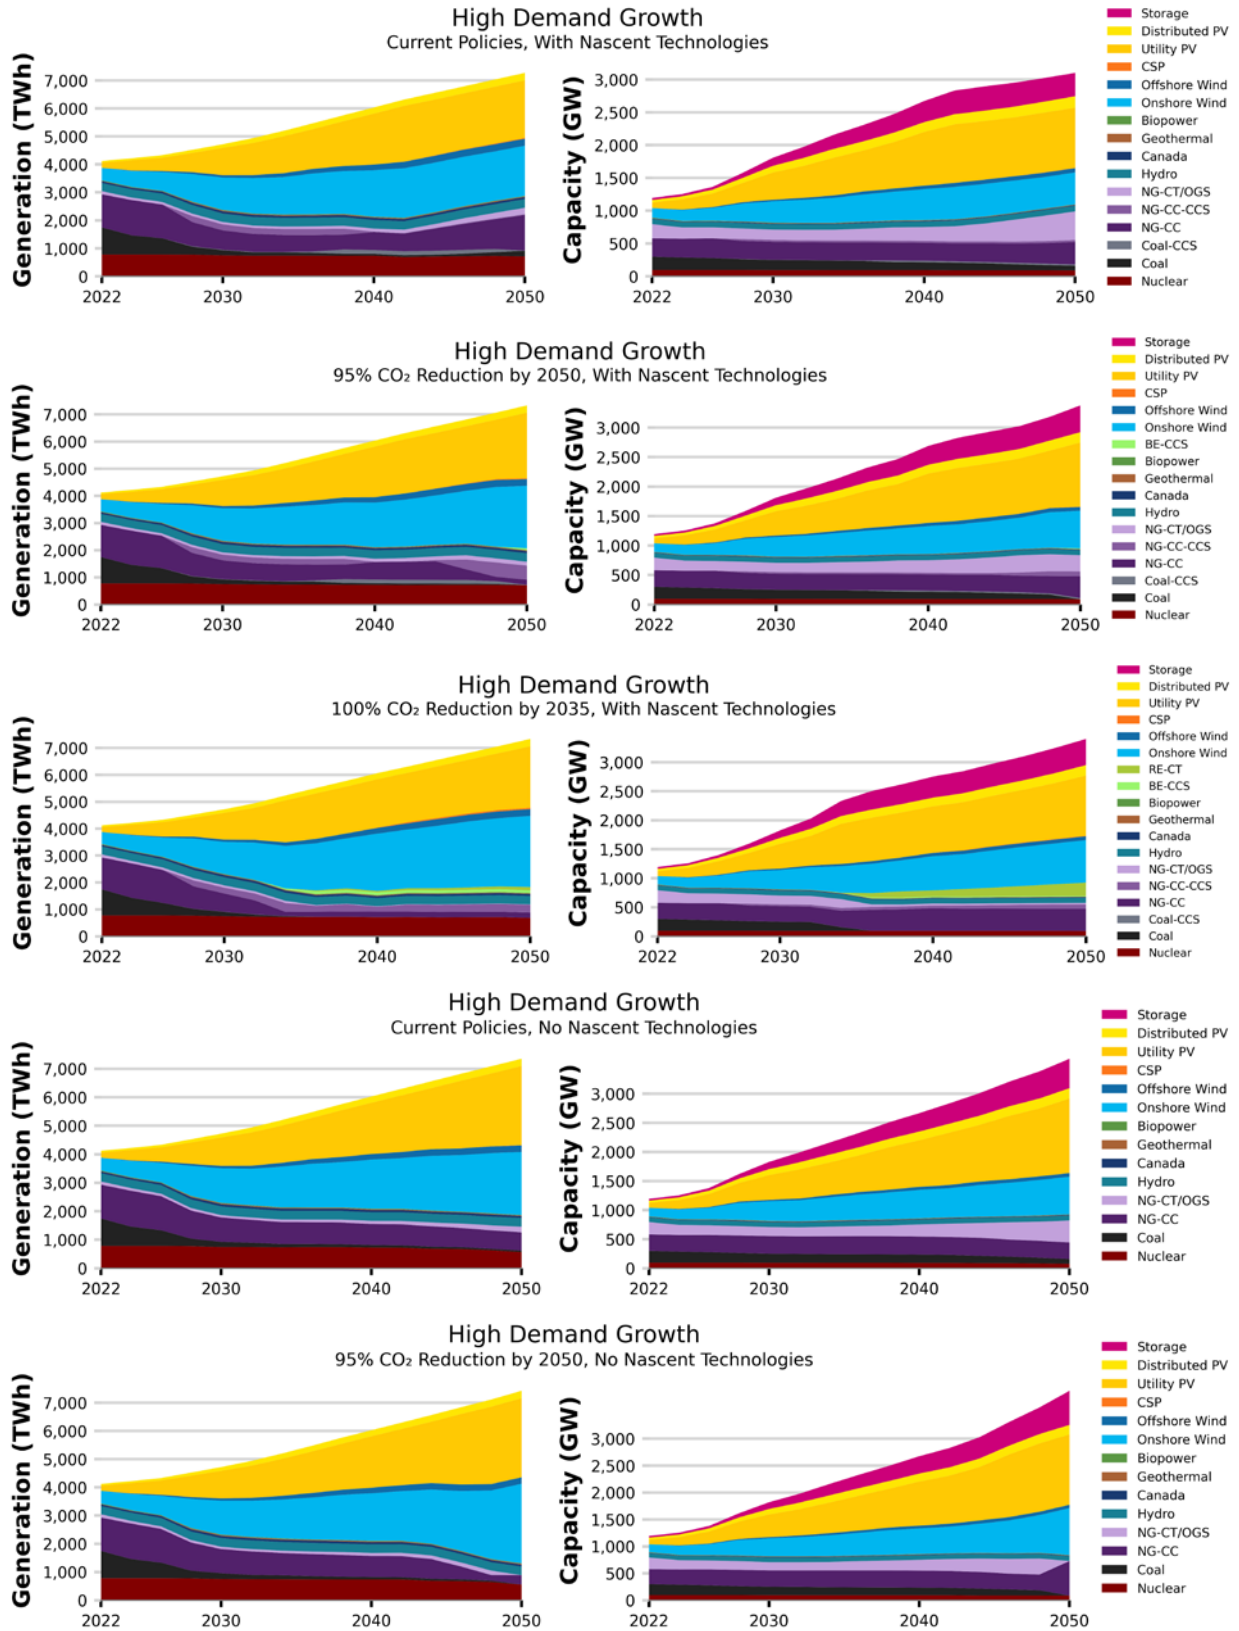 High Demand Growth
Current Policies, With Nascent Technologies
Generation (TWh)
7,000
6,000
5,000
4,000
3,000
2,000
1,000
0
2022 2030 2040 2050
Capacity (GW)
3,000
2,500
2,000
1,500
1,000
500
0
2022 2030 2040 2050
Storage
Distributed PV
Utility PV
CSP
Offshore Wind
Onshore Wind
Biopower
Geothermal
Canada
Hydro
NG-CT/OGS
NG-CC-CCS
NG-CC
Coal-CCS
Coal
Nuclear
High Demand Growth
95% CO₂ Reduction by 2050, With Nascent Technologies
Generation (TWh)
7,000
6,000
5,000
4,000
3,000
2,000
1,000
0
2022 2030 2040 2050
Capacity (GW)
3,000
2,500
2,000
1,500
1,000
500
0
2022 2030 2040 2050
Storage
Distributed PV
Utility PV
CSP
Offshore Wind
Onshore Wind
BE-CCS
Biopower
Geothermal
Canada
Hydro
NG-CT/OGS
NG-CC-CCS
NG-CC
Coal-CCS
Coal
Nuclear
High Demand Growth
100% CO₂ Reduction by 2035, With Nascent Technologies
Generation (TWh)
7,000
6,000
5,000
4,000
3,000
2,000
1,000
0
2022 2030 2040 2050
Capacity (GW)
3,000
2,500
2,000
1,500
1,000
500
0
2022 2030 2040 2050
Storage
Distributed PV
Utility PV
CSP
Offshore Wind
Onshore Wind
RE-CT
BE-CCS
Biopower
Geothermal
Canada
Hydro
NG-CT/OGS
NG-CC-CCS
NG-CC
Coal-CCS
Coal
Nuclear
High Demand Growth
Current Policies, No Nascent Technologies
Generation (TWh)
7,000
6,000
5,000
4,000
3,000
2,000
1,000
0
2022 2030 2040 2050
Capacity (GW)
3,000
2,500
2,000
1,500
1,000
500
0
2022 2030 2040 2050
Storage
Distributed PV
Utility PV
CSP
Offshore Wind
Onshore Wind
Biopower
Geothermal
Canada
Hydro
NG-CT/OGS
NG-CC
Coal
Nuclear
High Demand Growth
95% CO₂ Reduction by 2050, No Nascent Technologies
Generation (TWh)
7,000
6,000
5,000
4,000
3,000
2,000
1,000
0
2022 2030 2040 2050
Capacity (GW)
3,000
2,500
2,000
1,500
1,000
500
0
2022 2030 2040 2050
Storage
Distributed PV
Utility PV
CSP
Offshore Wind
Onshore Wind
Biopower
Geothermal
Canada
Hydro
NG-CT/OGS
NG-CC
Coal
Nuclear